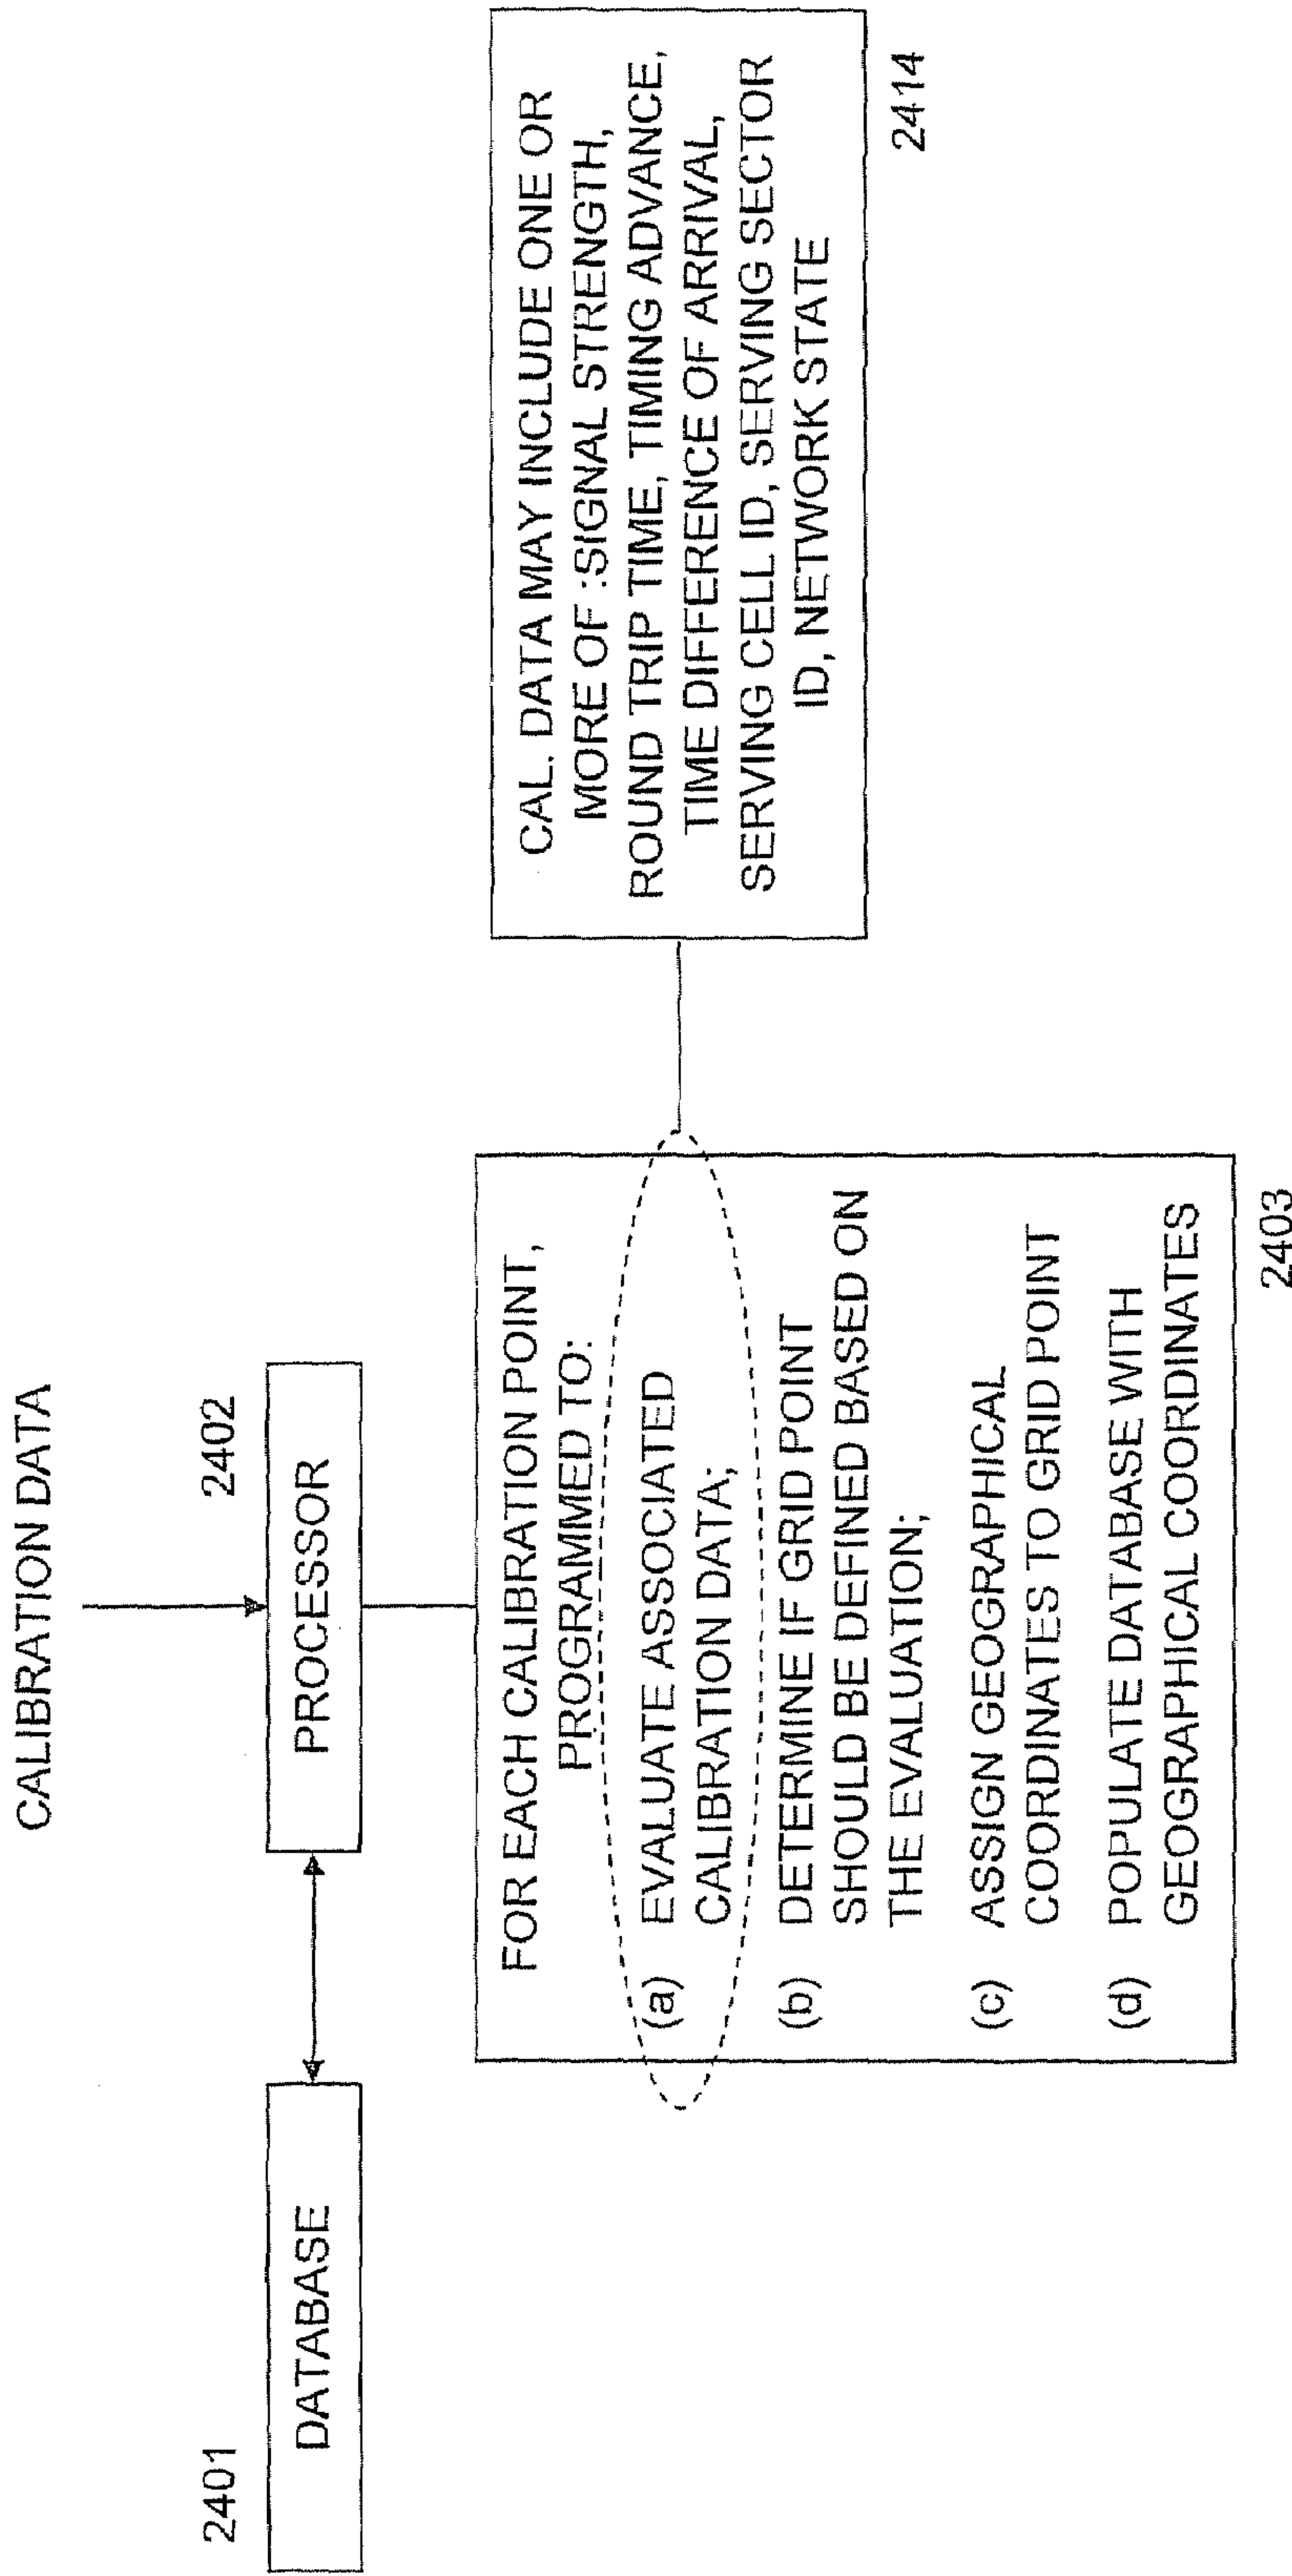 CALIBRATION DATA
2401
DATABASE
2402
PROCESSOR
FOR EACH CALIBRATION POINT,
PROGRAMMED TO:
(a) EVALUATE ASSOCIATED
CALIBRATION DATA;
(b) DETERMINE IF GRID POINT
SHOULD BE DEFINED BASED ON
THE EVALUATION;
(c) ASSIGN GEOGRAPHICAL
COORDINATES TO GRID POINT
(d) POPULATE DATABASE WITH
GEOGRAPHICAL COORDINATES
2403
CAL. DATA MAY INCLUDE ONE OR
MORE OF :SIGNAL STRENGTH,
ROUND TRIP TIME, TIMING ADVANCE,
TIME DIFFERENCE OF ARRIVAL,
SERVING CELL ID, SERVING SECTOR
ID, NETWORK STATE
2414